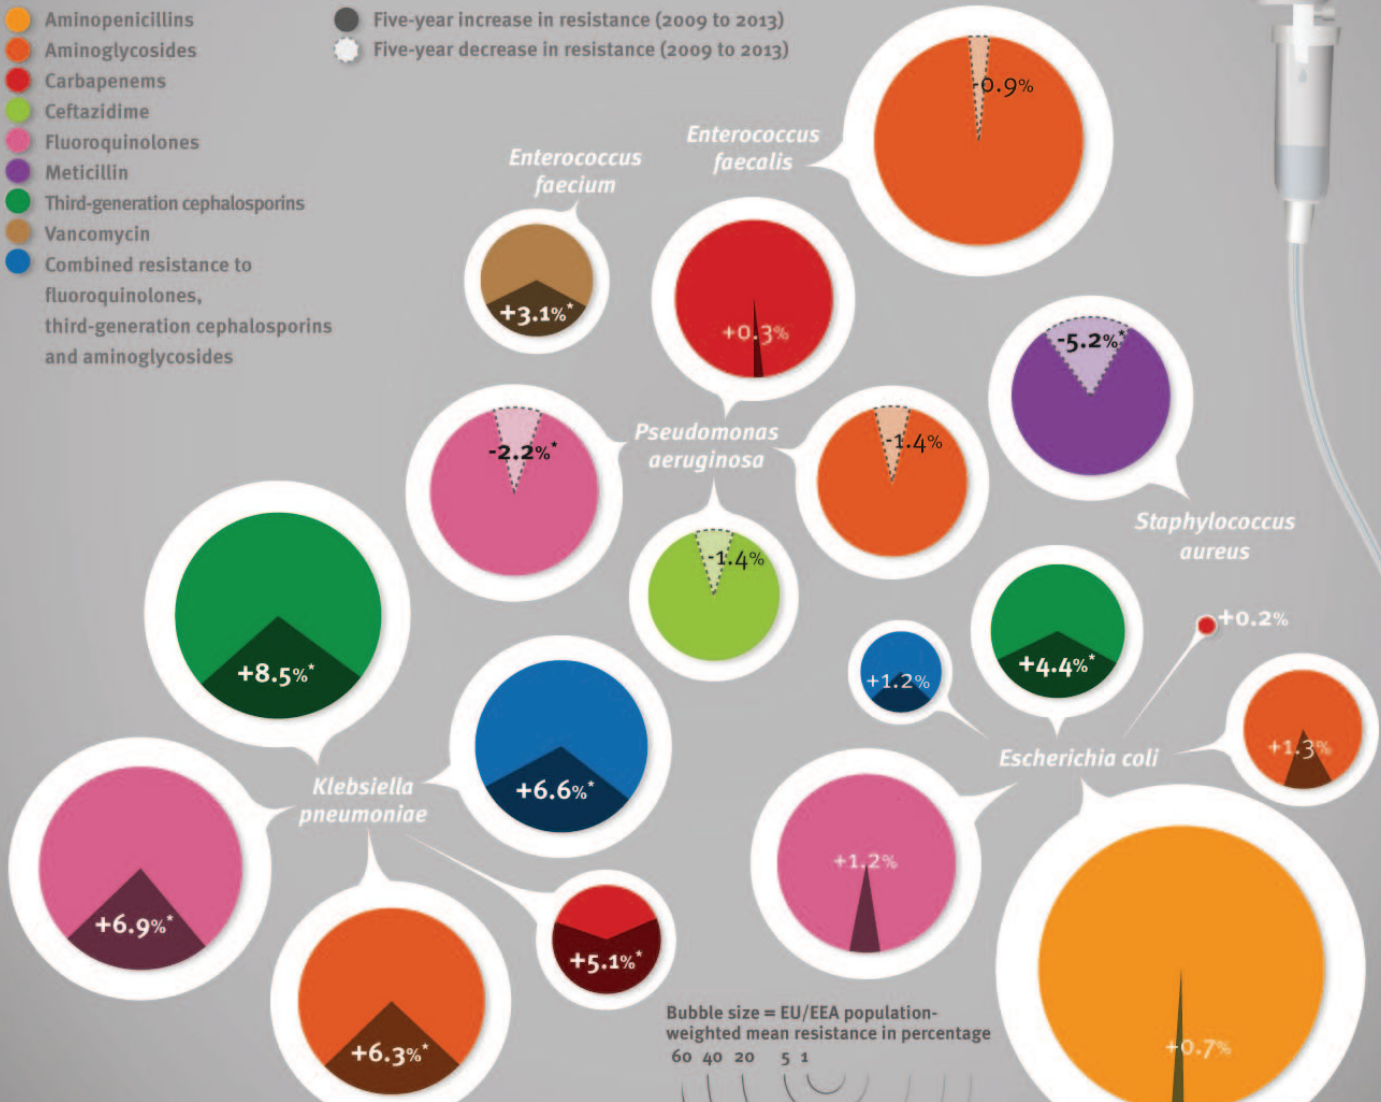 Aminopenicillins
Aminoglycosides
Carbapenems
Ceftazidime
Fluoroquinolones
Meticillin
Third-generation cephalosporins
Vancomycin
Combined resistance to
fluoroquinolones,
third-generation cephalosporins
and aminoglycosides
Five-year increase in resistance (2009 to 2013)
Five-year decrease in resistance (2009 to 2013)
-0.9%
Enterococcus
faecalis
Enterococcus
faecium
+3.1%*
+0.3%
-5.2%*
Pseudomonas
aeruginosa
-2.2%*
-1.4%
-1.4%
Staphylococcus
aureus
+8.5%*
+1.2%
+4.4%*
+0.2%
+1.3%
Escherichia coli
Klebsiella
pneumoniae
+6.6%*
+6.9%*
+1.2%
+5.1%*
+6.3%*
+0.7%
Bubble size = EU/EEA population-
weighted mean resistance in percentage
60 40 20 5 1